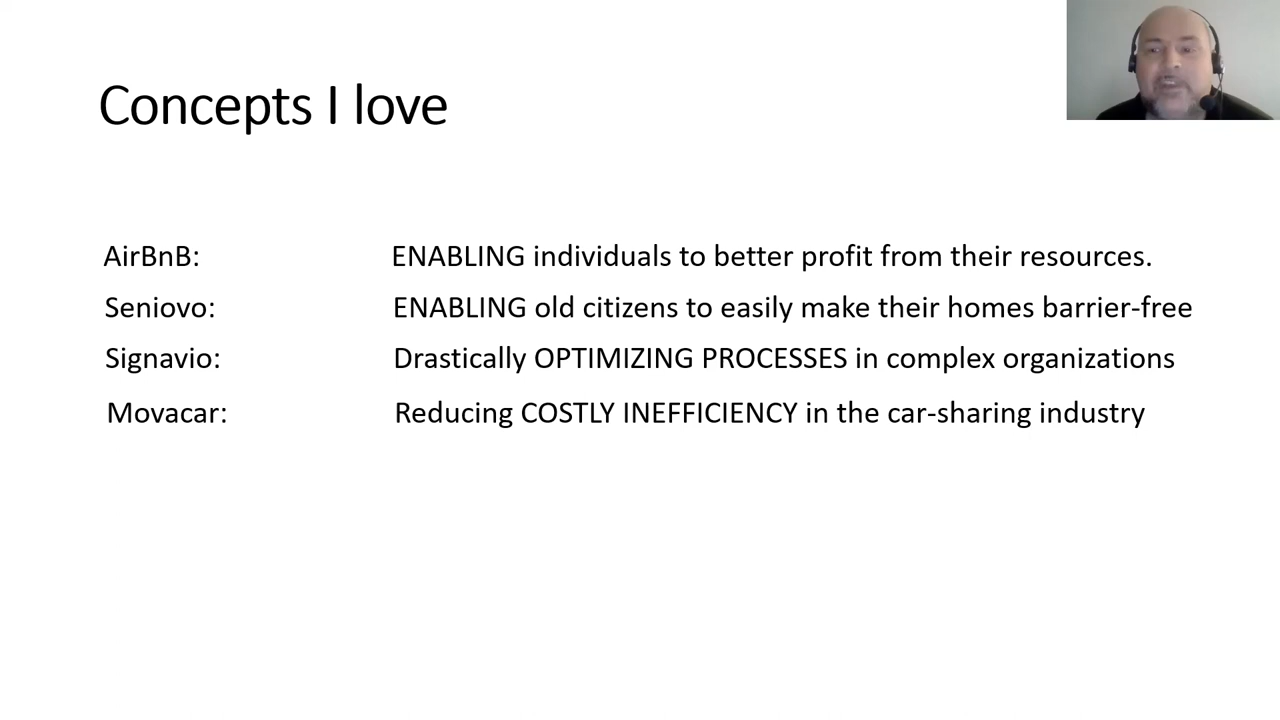 Concepts I love
AirBnB: ENABLING individuals to better profit from their resources.
Seniovo: ENABLING old citizens to easily make their homes barrier-free
Signavio: Drastically OPTIMIZING PROCESSES in complex organizations
Movacar: Reducing COSTLY INEFFICIENCY in the car-sharing industry